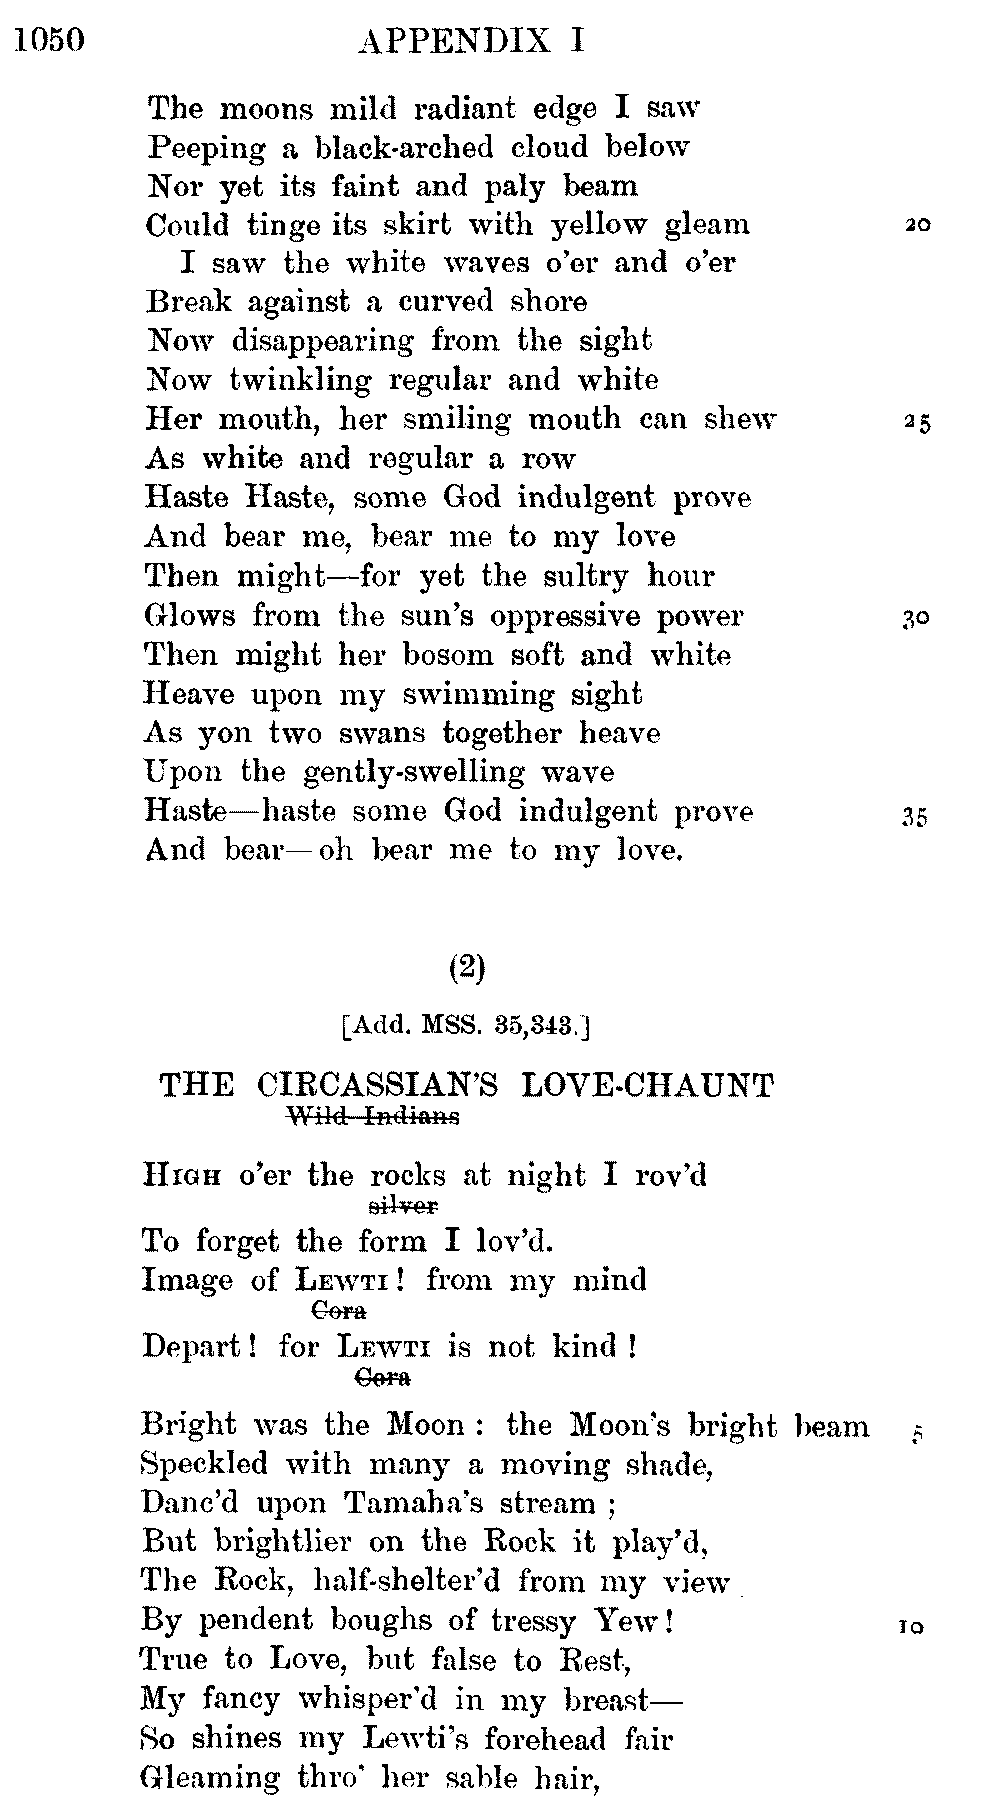 1050 APPENDIX I
The moons mild radiant edge I saw
Peeping a black-arched cloud below
Nor yet its faint and paly beam
Could tinge its skirt with yellow gleam 20
I saw the white waves o'er and o'er
Break against a curved shore
Now disappearing from the sight
Now twinkling regular and white
Her mouth, her smiling mouth can shew 25
As white and regular a row
Haste Haste, some God indulgent prove
And bear me, bear me to my love
Then might—for yet the sultry hour
Glows from the sun's oppressive power 30
Then might her bosom soft and white
Heave upon my swimming sight
As yon two swans together heave
Upon the gently-swelling wave
Haste—haste some God indulgent prove 35
And bear—oh bear me to my love.
(2)
[Add. MSS. 35,343.]
THE CIRCASSIAN'S LOVE-CHAUNT
Wild Indians
HIGH o'er the rocks at night I rov'd
silver
To forget the form I lov'd.
Image of LEWTI! from my mind
Cora
Depart! for LEWTI is not kind!
Cora
Bright was the Moon: the Moon's bright beam 5
Speckled with many a moving shade,
Danc'd upon Tamaha's stream;
But brightlier on the Rock it play'd,
The Rock, half-shelter'd from my view
By pendent boughs of tressy Yew! 10
True to Love, but false to Rest,
My fancy whisper'd in my breast—
So shines my Lewti's forehead fair
Gleaming thro' her sable hair,